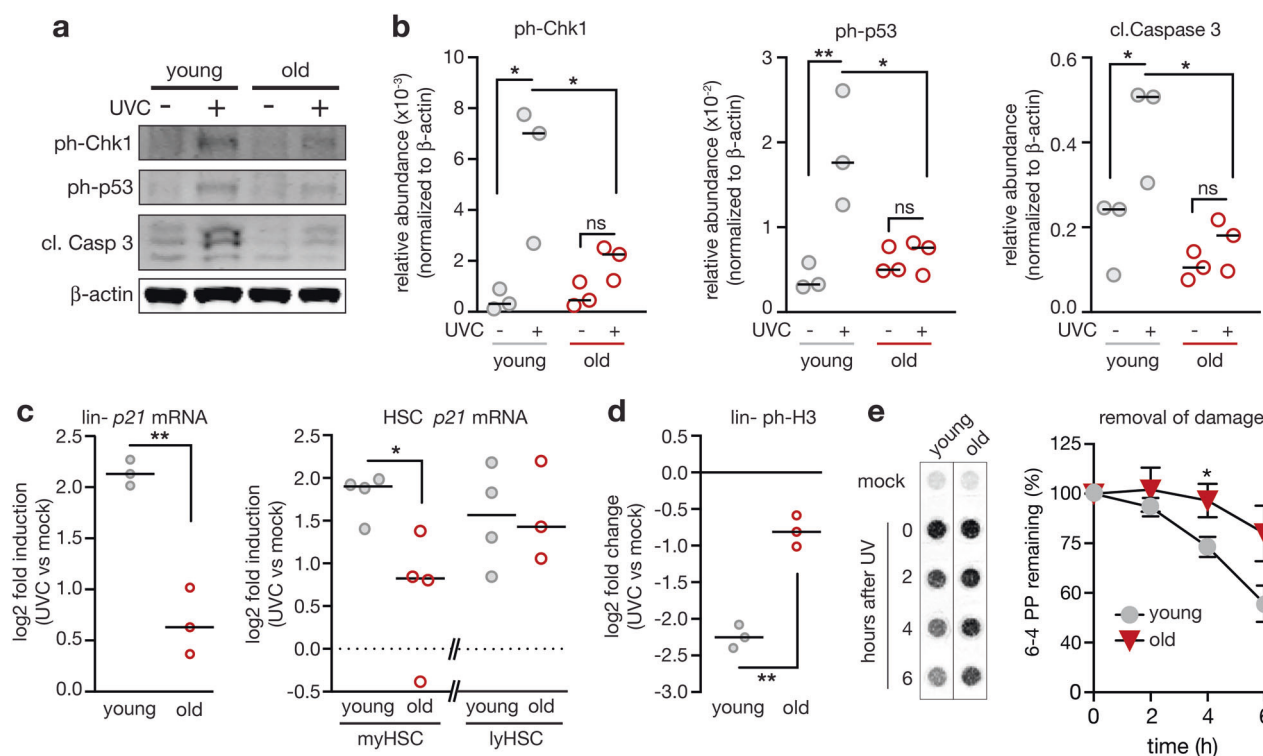 a
young old
UVC - + - +
ph-Chk1
ph-p53
cl. Casp 3
β-actin
b
ph-Chk1
relative abundance (x10-3)
(normalized to β-actin)
10
8
6
4
2
0
*
*
ns
UVC - + - +
young old
ph-p53
relative abundance (x10-2)
(normalized to β-actin)
3
2
1
0
**
*
ns
UVC - + - +
young old
cl.Caspase 3
relative abundance
(normalized to β-actin)
0.6
0.4
0.2
0.0
*
*
ns
UVC - + - +
young old
c
lin- p21 mRNA
log2 fold induction
(UVC vs mock)
2.5
2.0
1.5
1.0
0.5
0.0
**
young old
HSC p21 mRNA
log2 fold induction
(UVC vs mock)
2.5
2.0
1.5
1.0
0.5
0.0
-0.5
*
young old young old
myHSC lyHSC
d
lin- ph-H3
log2 fold change
(UVC vs mock)
0.5
0.0
-0.5
-1.0
-1.5
-2.0
-2.5
-3.0
**
young old
e
young old
mock
hours after UV
0
2
4
6
removal of damage
6-4 PP remaining (%)
125
100
75
60
40
20
0
*
young
old
0 2 4 6
time (h)